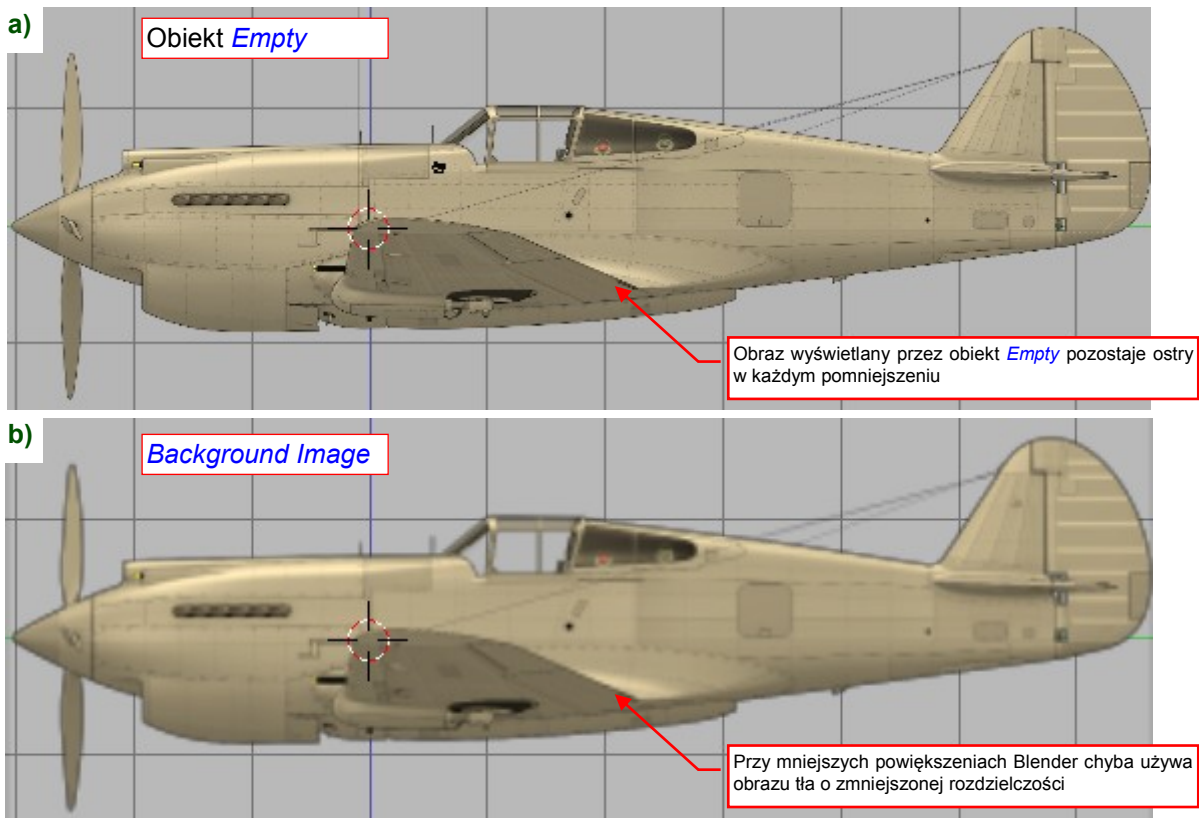 a)
Obiekt Empty
Obraz wyświetlany przez obiekt Empty pozostaje ostry
w każdym pomniejszeniu
b)
Background Image
Przy mniejszych powiększeniach Blender chyba używa
obrazu tła o zmniejszonej rozdzielczości